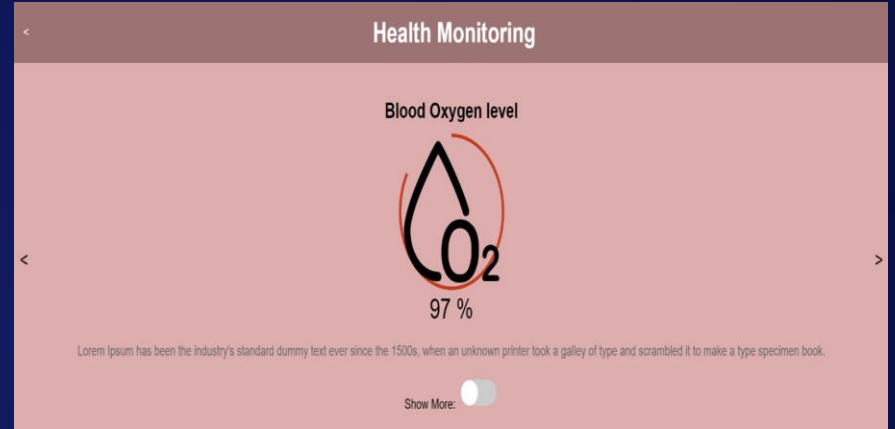 <
Health Monitoring
Blood Oxygen level
O2
<
>
97 %
Lorem Ipsum has been the industry's standard dummy text ever since the 1500s, when an unknown printer took a galley of type and scrambled it to make a type specimen book.
Show More: